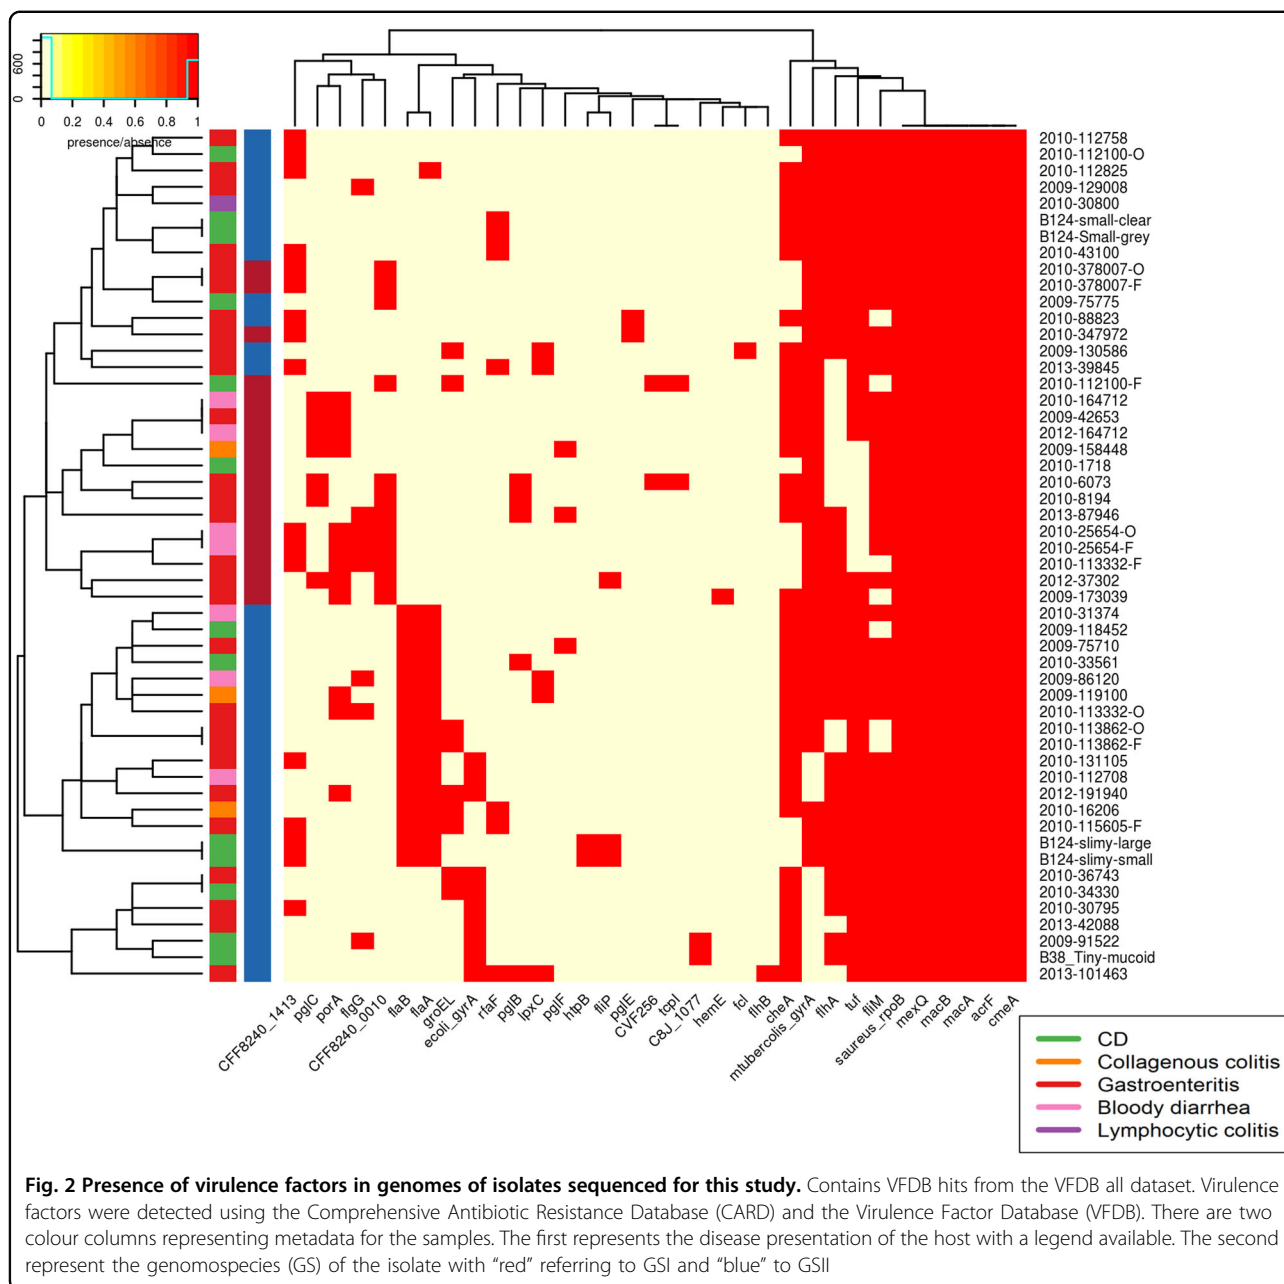 600
0
0 0.2 0.4 0.6 0.8 1
presence/absence
2010-112758
2010-112100-O
2010-112825
2009-129008
2010-30800
B124-small-clear
B124-Small-grey
2010-43100
2010-378007-O
2010-378007-F
2009-75775
2010-88823
2010-347972
2009-130586
2013-39845
2010-112100-F
2010-164712
2009-42653
2012-164712
2009-158448
2010-1718
2010-6073
2010-8194
2013-87946
2010-25654-O
2010-25654-F
2010-113332-F
2012-37302
2009-173039
2010-31374
2009-118452
2009-75710
2010-33561
2009-86120
2009-119100
2010-113332-O
2010-113862-O
2010-113862-F
2010-131105
2010-112708
2012-191940
2010-16206
2010-115605-F
B124-slimy-large
B124-slimy-small
2010-36743
2010-34330
2010-30795
2013-42088
2009-91522
B38_Tiny-mucoid
2013-101463
CFF8240_1413
pglC
porA
flgG
CFF8240_0010
flaB
flaA
groEL
ecoli_gyrA
rfaF
pglB
lpxC
pglF
htpB
fliP
pglE
CVF256
tcpI
C8J_1077
hemE
fcl
flhB
cheA
mtubercolis_gyrA
flhA
tuf
fliM
saureus_rpoB
mexQ
macB
macA
acrF
cmeA
CD
Collagenous colitis
Gastroenteritis
Bloody diarrhea
Lymphocytic colitis
Fig. 2 Presence of virulence factors in genomes of isolates sequenced for this study. Contains VFDB hits from the VFDB all dataset. Virulence
factors were detected using the Comprehensive Antibiotic Resistance Database (CARD) and the Virulence Factor Database (VFDB). There are two
colour columns representing metadata for the samples. The first represents the disease presentation of the host with a legend available. The second
represent the genomospecies (GS) of the isolate with “red” referring to GSI and “blue” to GSII